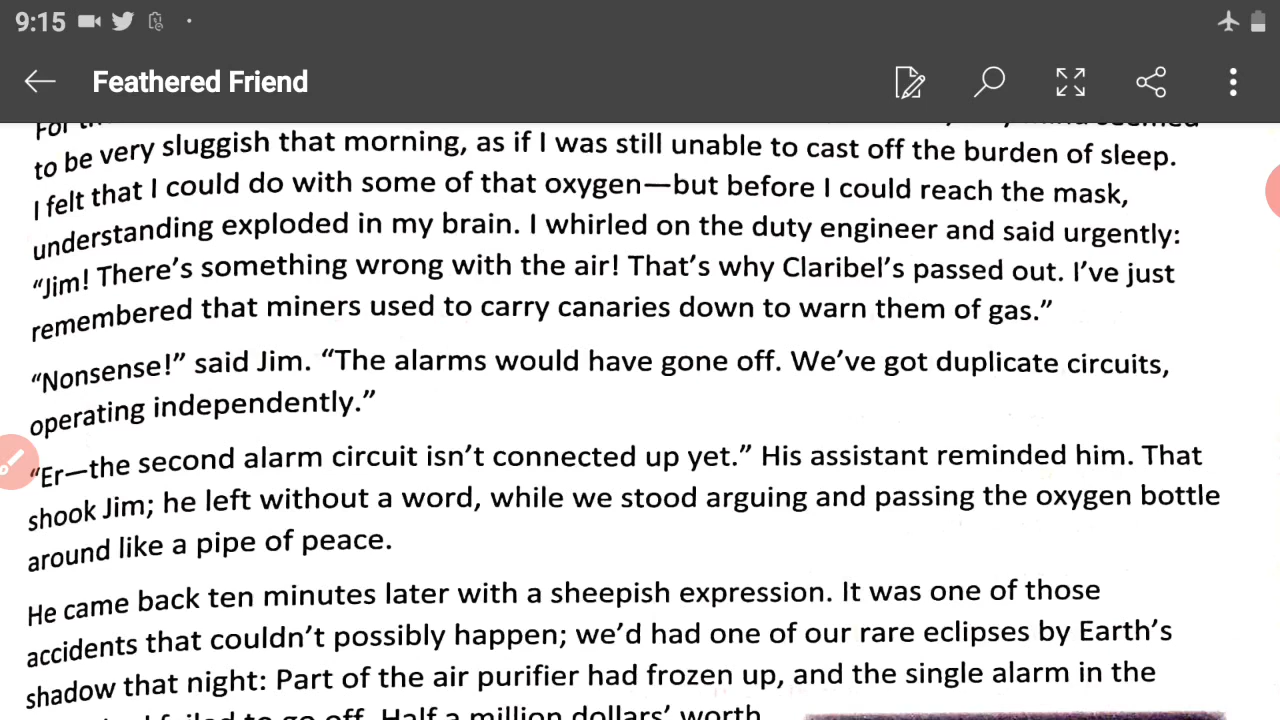 9:15
Feathered Friend
to be very sluggish that morning, as if I was still unable to cast off the burden of sleep.
I felt that I could do with some of that oxygen—but before I could reach the mask,
understanding exploded in my brain. I whirled on the duty engineer and said urgently:
“Jim! There’s something wrong with the air! That’s why Claribel’s passed out. I’ve just
remembered that miners used to carry canaries down to warn them of gas.”
“Nonsense!” said Jim. “The alarms would have gone off. We’ve got duplicate circuits,
operating independently.”
“Er—the second alarm circuit isn’t connected up yet.” His assistant reminded him. That
shook Jim; he left without a word, while we stood arguing and passing the oxygen bottle
around like a pipe of peace.
He came back ten minutes later with a sheepish expression. It was one of those
accidents that couldn’t possibly happen; we’d had one of our rare eclipses by Earth’s
shadow that night: Part of the air purifier had frozen up, and the single alarm in the
failed to go off. Half a million dollars’ worth